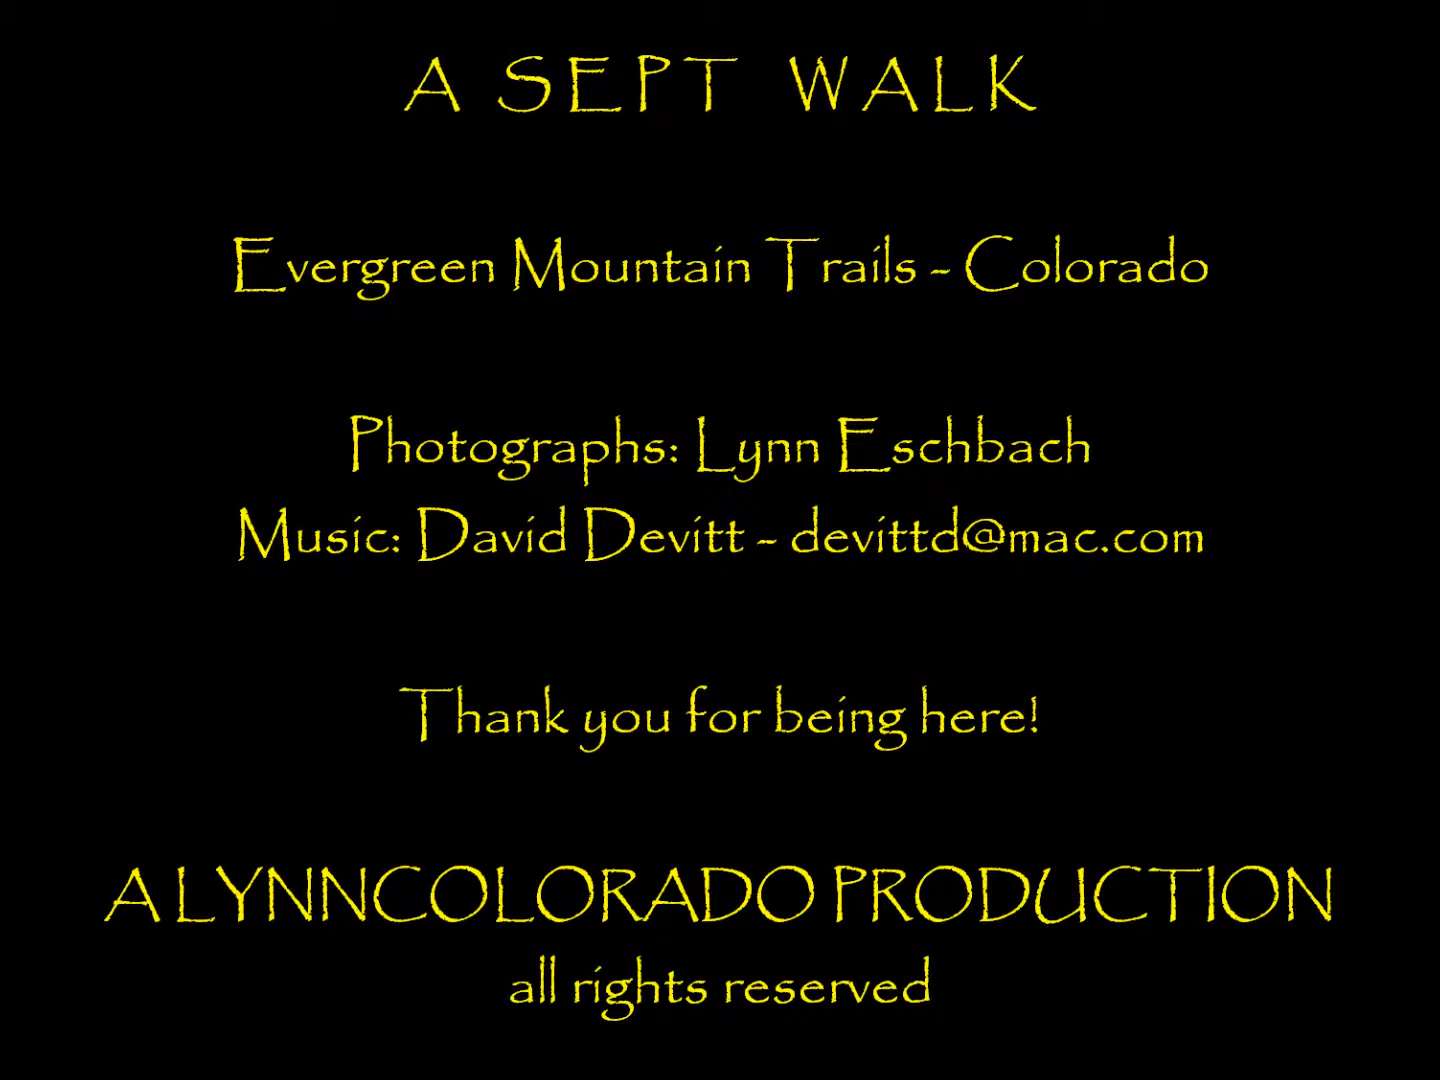 A SEPT WALK
Evergreen Mountain Trails - Colorado
Photographs: Lynn Eschbach
Music: David Devitt - devittd@mac.com
Thank you for being here!
A LYNNCOLORADO PRODUCTION
all rights reserved